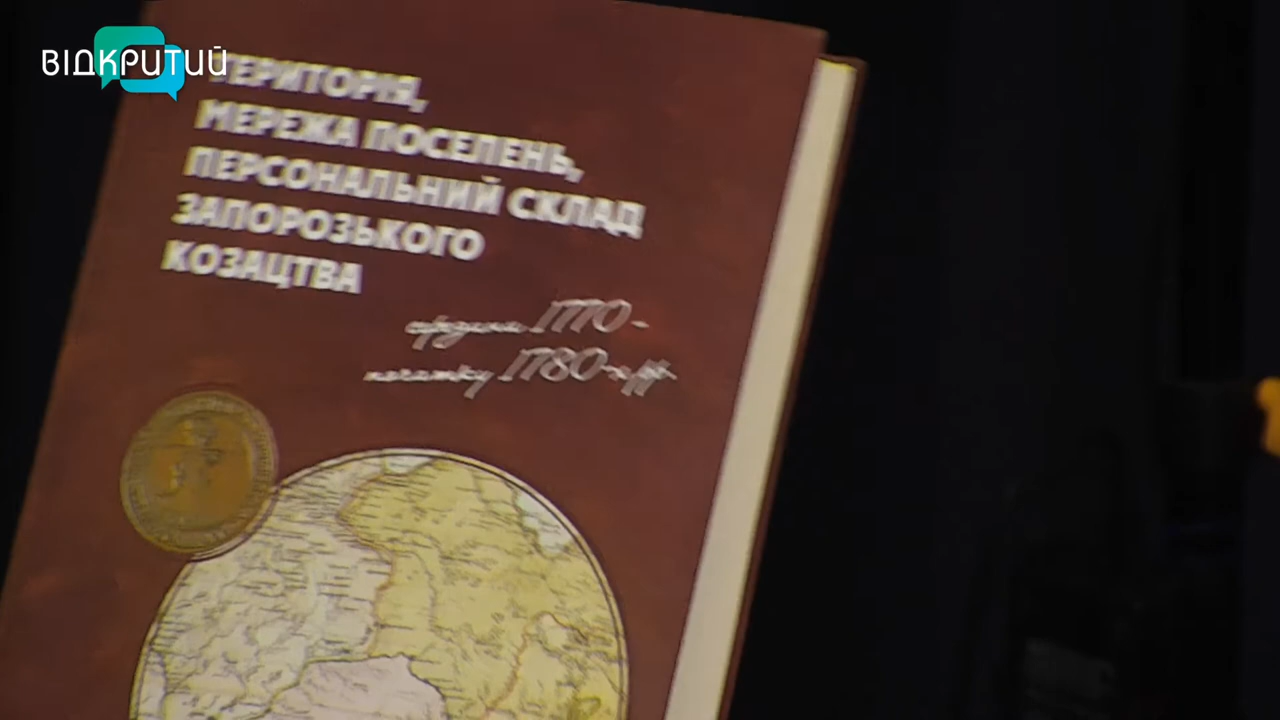 ВІДКРИТИЙ
ТЕРИТОРІЯ,
МЕРЕЖА ПОСЕЛЕНЬ,
ПЕРСОНАЛЬНИЙ СКЛАД
ЗАПОРОЗЬКОГО
КОЗАЦТВА
середини 1770-
початку 1780-х рр.